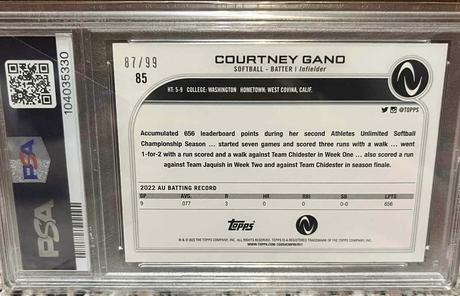 87/99
85
COURTNEY GANO
SOFTBALL - BATTER | Infielder
HT: 5-9 COLLEGE: WASHINGTON HOMETOWN: WEST COVINA, CALIF.
@TOPPS
Accumulated 656 leaderboard points during her second Athletes Unlimited Softball
Championship Season ... started seven games and scored three runs with a walk ... went
1-for-2 with a run scored and a walk against Team Chidester in Week One ... also scored a run
against Team Jaquish in Week Two and against Team Chidester in season finale.
2022 AU BATTING RECORD
GP AVG. R HR RBI SB LPTS
9 .077 3 0 0 0-0 656
Topps
PSA
PSA
104035330